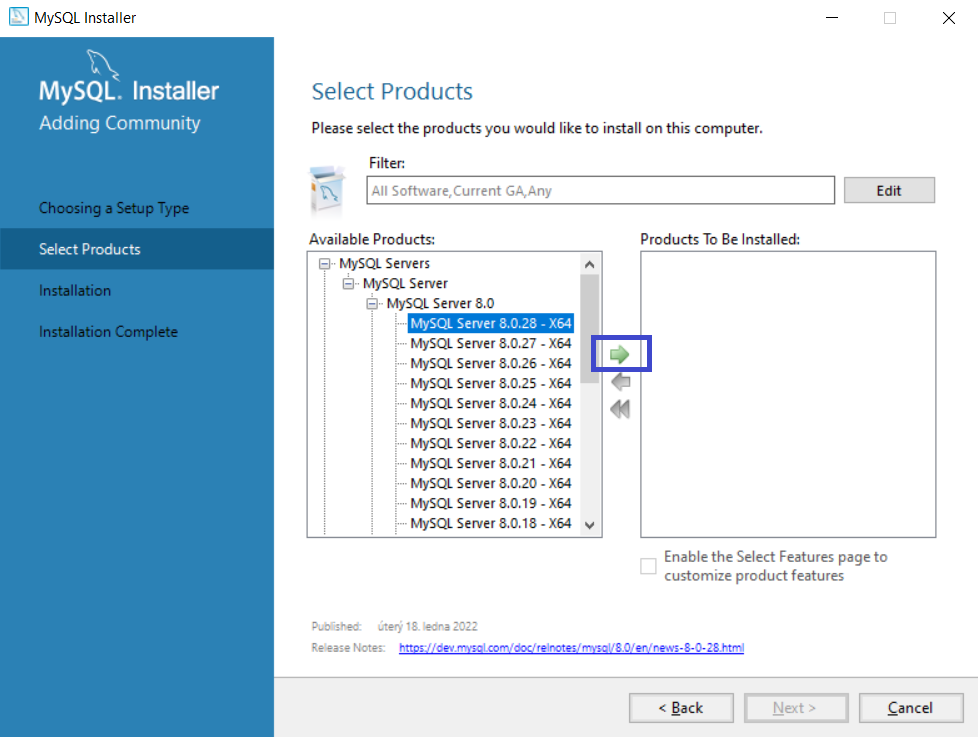 MySQL Installer
MySQL. Installer
Adding Community
Choosing a Setup Type
Select Products
Installation
Installation Complete
Select Products
Please select the products you would like to install on this computer.
Filter:
All Software,Current GA,Any
Edit
Available Products:
MySQL Servers
MySQL Server
MySQL Server 8.0
MySQL Server 8.0.28 - X64
MySQL Server 8.0.27 - X64
MySQL Server 8.0.26 - X64
MySQL Server 8.0.25 - X64
MySQL Server 8.0.24 - X64
MySQL Server 8.0.23 - X64
MySQL Server 8.0.22 - X64
MySQL Server 8.0.21 - X64
MySQL Server 8.0.20 - X64
MySQL Server 8.0.19 - X64
MySQL Server 8.0.18 - X64
Products To Be Installed:
Enable the Select Features page to
customize product features
Published: úterý 18. ledna 2022
Release Notes: https://dev.mysql.com/doc/relnotes/mysql/8.0/en/news-8-0-28.html
< Back
Next >
Cancel